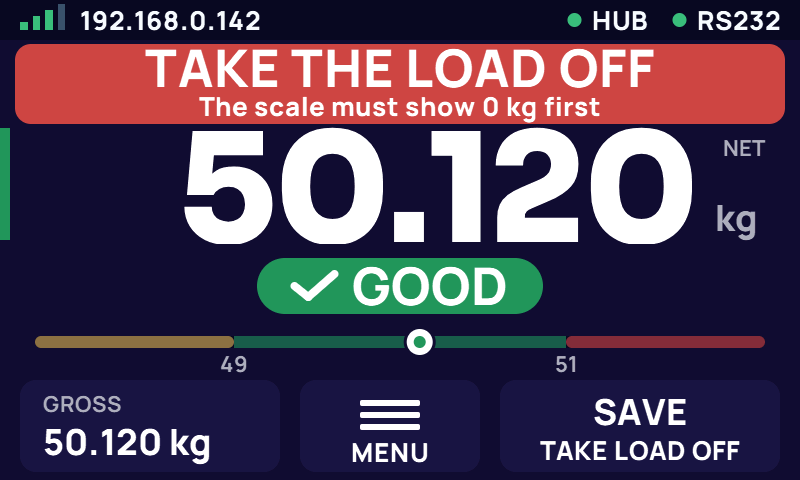 192.168.0.142
HUB
RS232
TAKE THE LOAD OFF
The scale must show 0 kg first
50.120
NET
kg
GOOD
49
51
GROSS
50.120 kg
MENU
SAVE
TAKE LOAD OFF